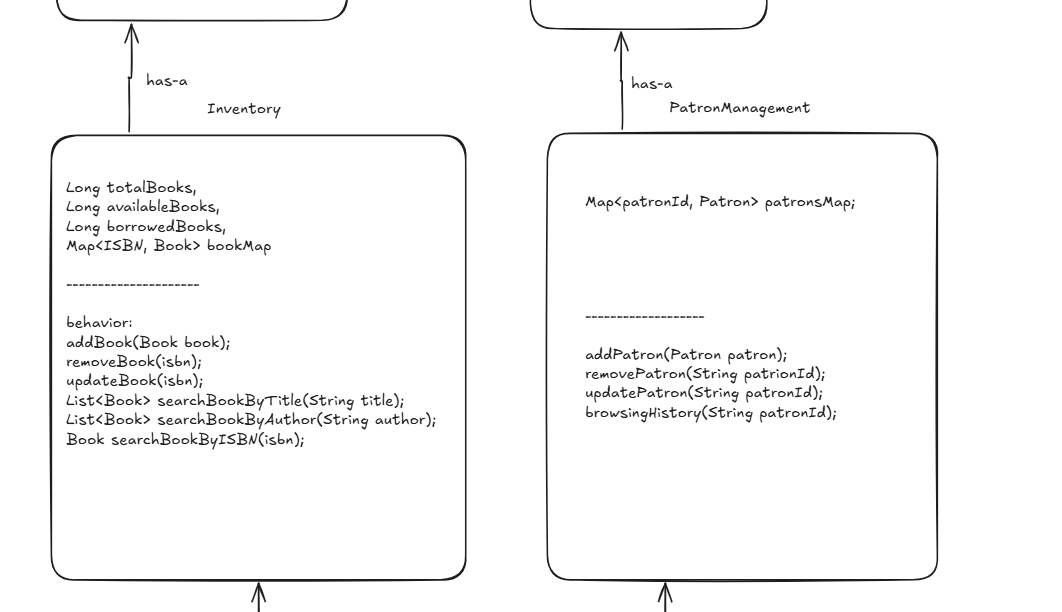 has-a
Inventory
Long totalBooks,
Long availableBooks,
Long borrowedBooks,
Map<ISBN, Book> bookMap
---------------------
behavior:
addBook(Book book);
removeBook(isbn);
updateBook(isbn);
List<Book> searchBookByTitle(String title);
List<Book> searchBookByAuthor(String author);
Book searchBookByISBN(isbn);
has-a
PatronManagement
Map<patronId, Patron> patronsMap;
-------------------
addPatron(Patron patron);
removePatron(String patrionId);
updatePatron(String patronId);
browsingHistory(String patronId);